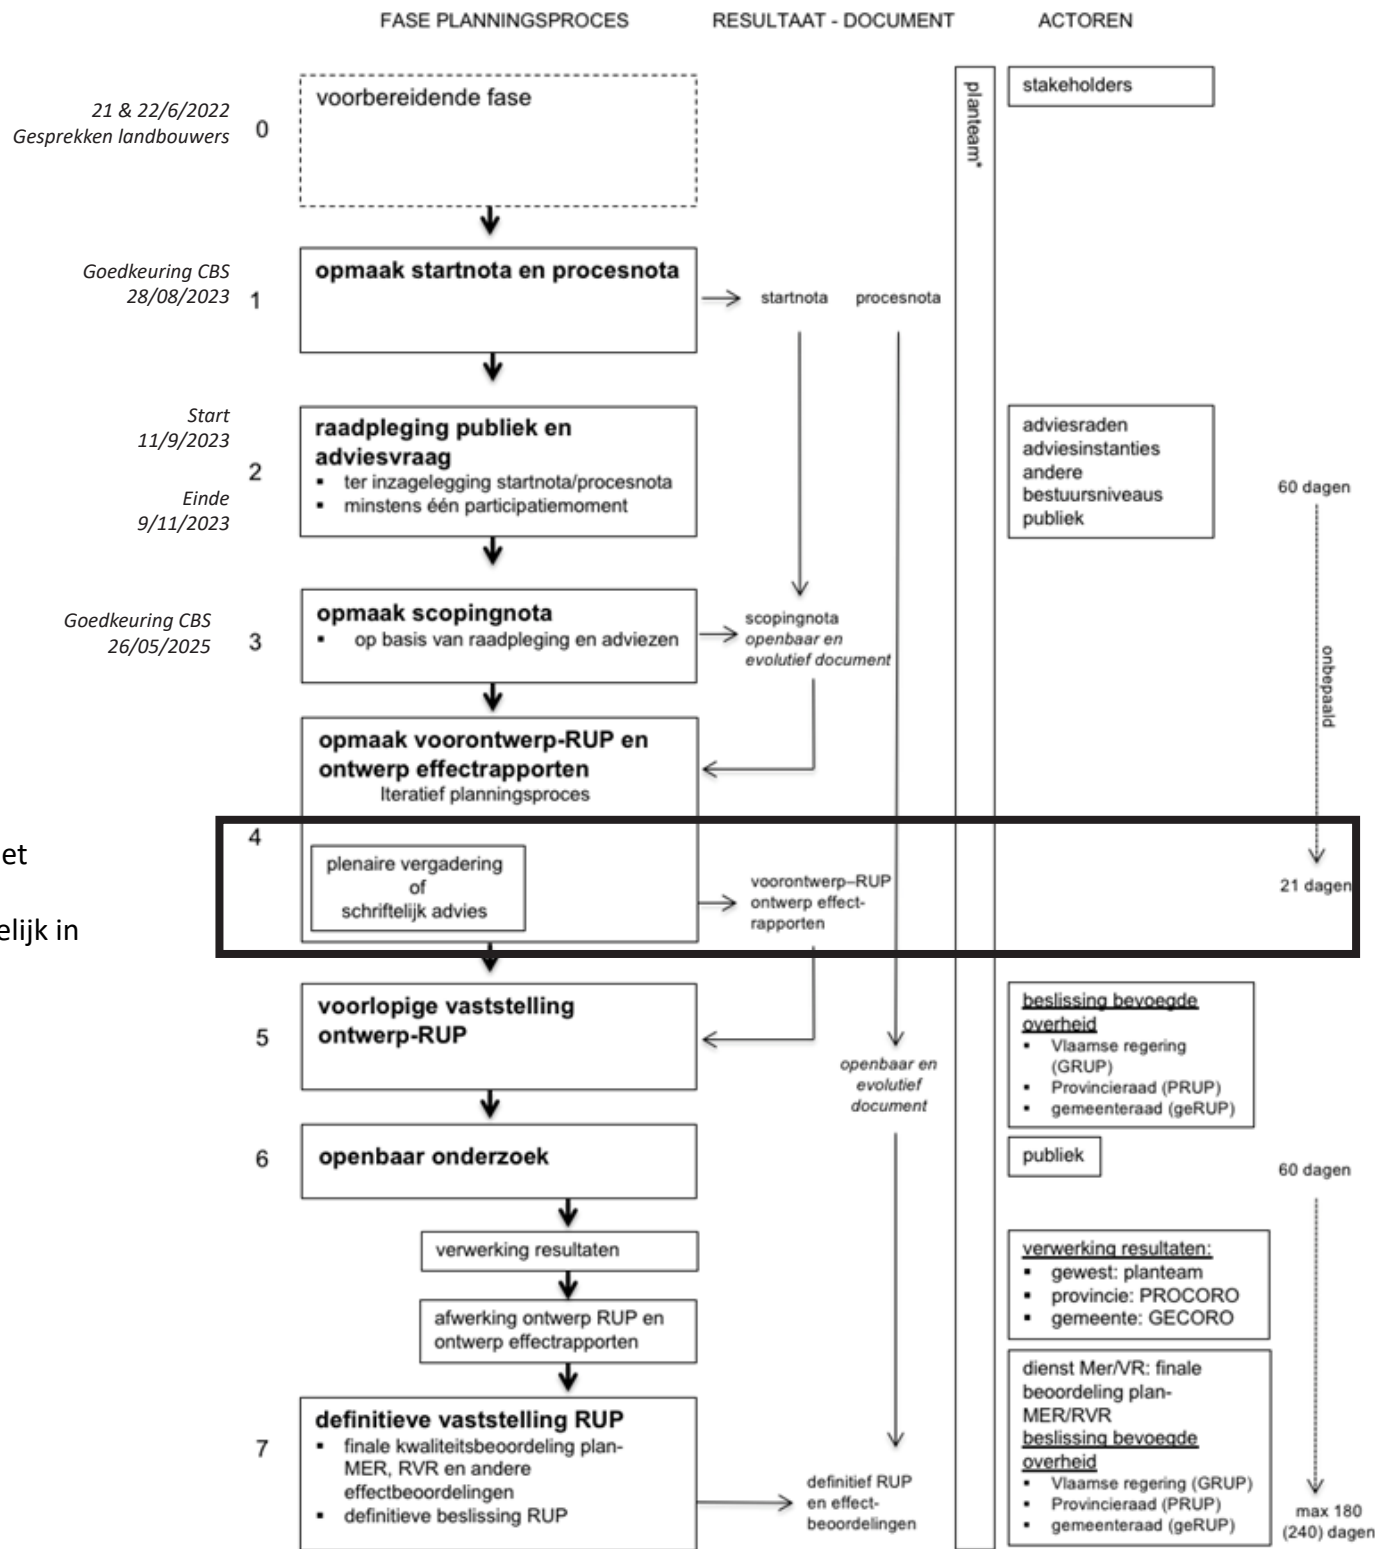 FASE PLANNINGSPROCES
RESULTAAT - DOCUMENT
ACTOREN
planteam*
21 & 22/6/2022
Gesprekken landbouwers
0
voorbereidende fase
stakeholders
Goedkeuring CBS
28/08/2023
1
opmaak startnota en procesnota
startnota
procesnota
Start
11/9/2023
Einde
9/11/2023
2
raadpleging publiek en
adviesvraag
▪ ter inzagelegging startnota/procesnota
▪ minstens één participatiemoment
adviesraden
adviesinstanties
andere
bestuursniveaus
publiek
60 dagen
Goedkeuring CBS
26/05/2025
3
opmaak scopingnota
▪ op basis van raadpleging en adviezen
scopingnota
openbaar en
evolutief document
onbepaald
opmaak voorontwerp-RUP en
ontwerp effectrapporten
Iteratief planningsproces
4
et
elijk in
plenaire vergadering
of
schriftelijk advies
voorontwerp–RUP
ontwerp effect-
rapporten
21 dagen
5
voorlopige vaststelling
ontwerp-RUP
openbaar en
evolutief
document
beslissing bevoegde
overheid
▪ Vlaamse regering
(GRUP)
▪ Provincieraad (PRUP)
▪ gemeenteraad (geRUP)
6
openbaar onderzoek
publiek
60 dagen
verwerking resultaten
afwerking ontwerp RUP en
ontwerp effectrapporten
verwerking resultaten:
▪ gewest: planteam
▪ provincie: PROCORO
▪ gemeente: GECORO
7
definitieve vaststelling RUP
▪ finale kwaliteitsbeoordeling plan-
MER, RVR en andere
effectbeoordelingen
▪ definitieve beslissing RUP
definitief RUP
en effect-
beoordelingen
dienst Mer/VR: finale
beoordeling plan-
MER/RVR
beslissing bevoegde
overheid
▪ Vlaamse regering (GRUP)
▪ Provincieraad (PRUP)
▪ gemeenteraad (geRUP)
max 180
(240) dagen